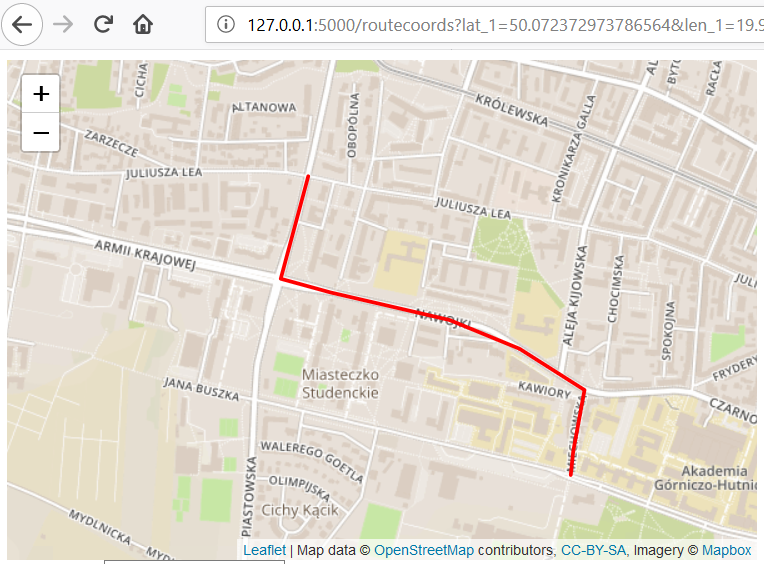 127.0.0.1:5000/routecoords?lat_1=50.072372973786564&len_1=19.9
+
−
CICHA
ALTANOWA
OBOPÓLNA
KRÓLEWSKA
KRONIKARZA GALLA
ZARZECZE
JULIUSZA LEA
JULIUSZA LEA
ARMII KRAJOWEJ
ALEJA KIJOWSKA
CHOCIMSKA
SPOKOJNA
NAWOJKI
Miasteczko
Studenckie
KAWIORY
JANA BUSZKA
MIECHOWSKA
WALEREGO GOETLA
OLIMPIJSKA
Cichy Kącik
PIASTOWSKA
MYDLNICKA
MY
Akademia
Górniczo-Hutnic
FRYDERY
CZARNO
Leaflet | Map data © OpenStreetMap contributors, CC-BY-SA, Imagery © Mapbox